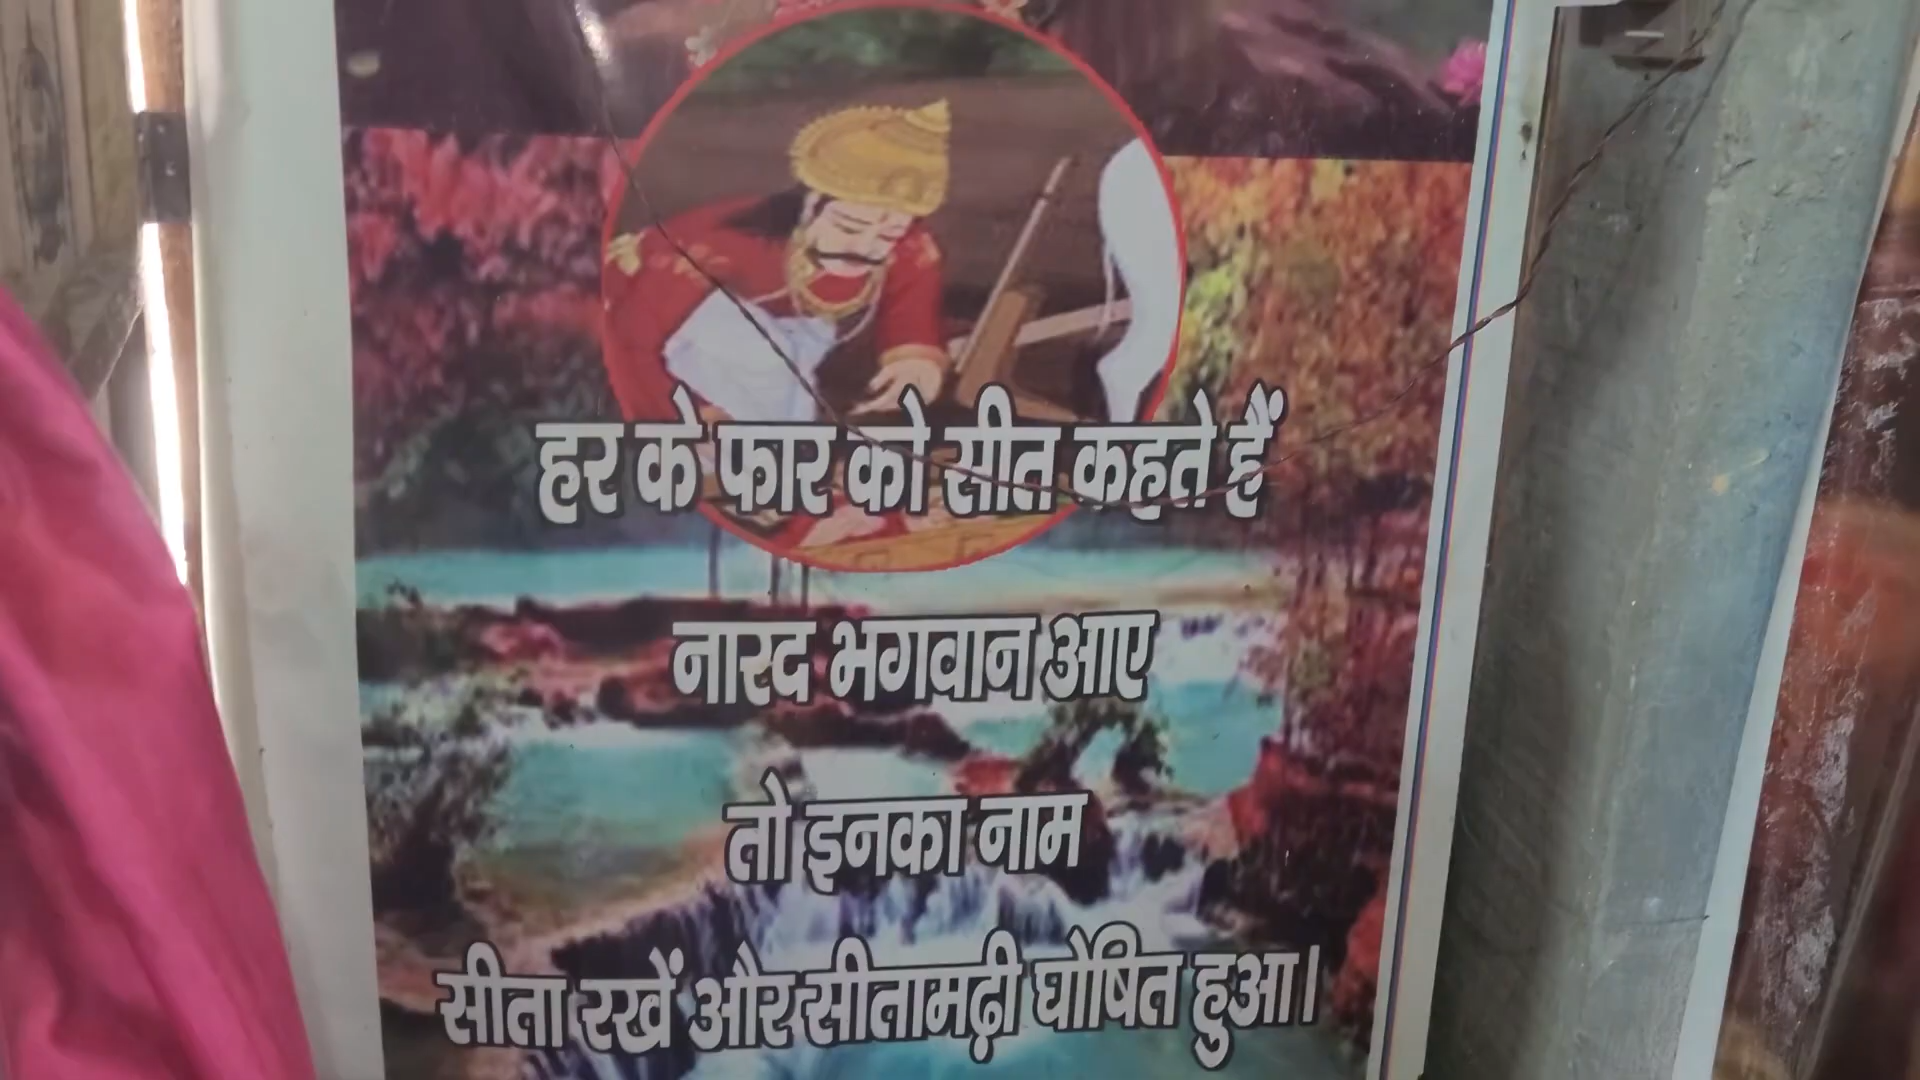 हर के फार को सीत कहते हैं
नारद भगवान आए
तो इनका नाम
सीता रखें और सीतामढ़ी घोषित हुआ।